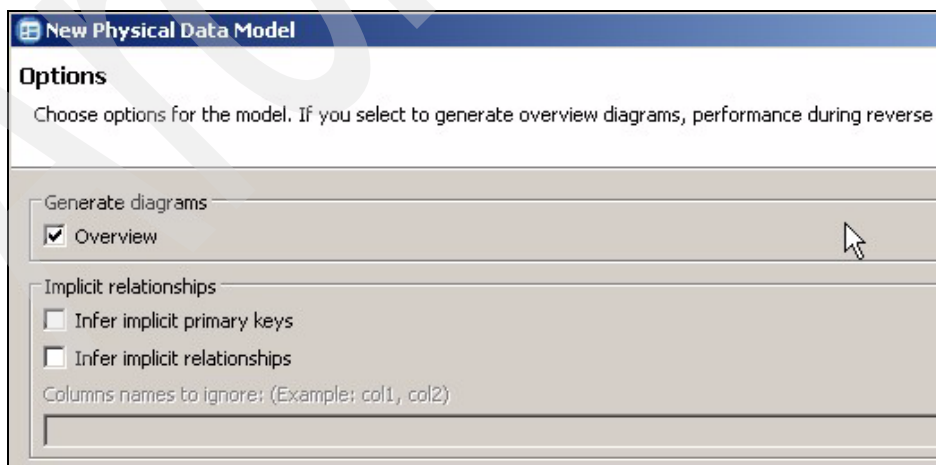 New Physical Data Model
Options
Choose options for the model. If you select to generate overview diagrams, performance during reverse
Generate diagrams
Overview
Implicit relationships
Infer implicit primary keys
Infer implicit relationships
Columns names to ignore: (Example: col1, col2)